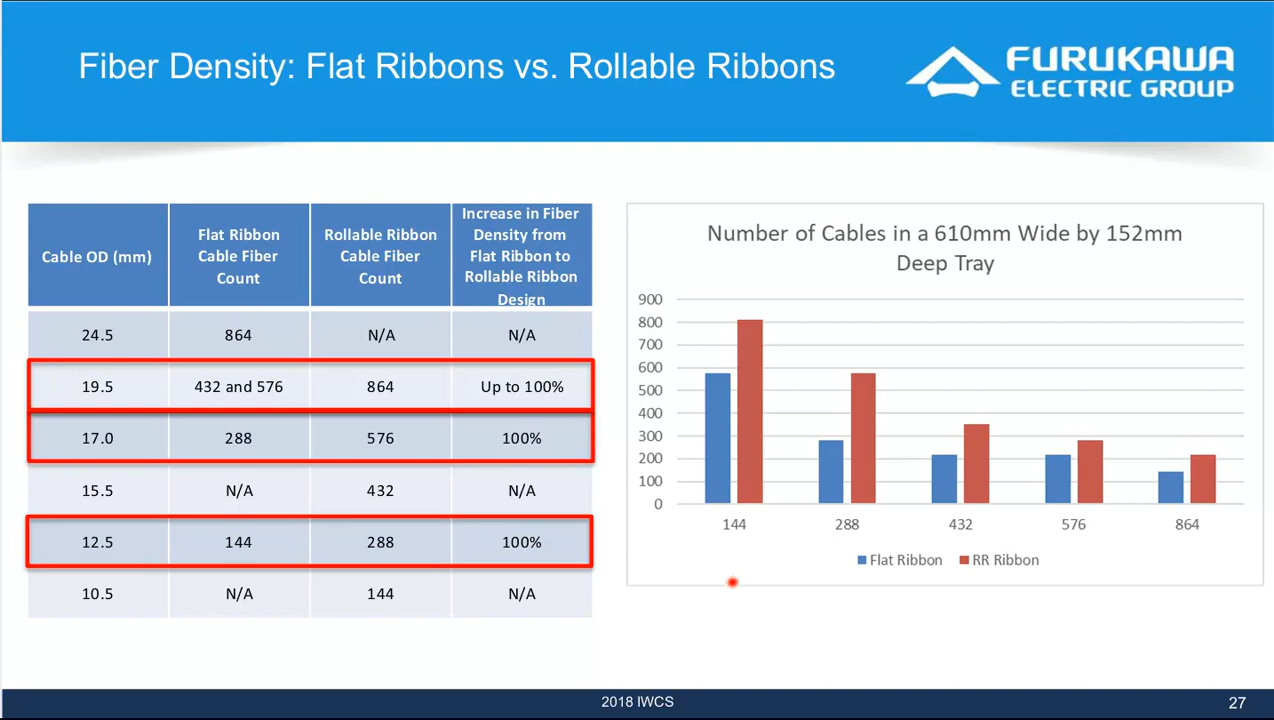 Fiber Density: Flat Ribbons vs. Rollable Ribbons
FURUKAWA
ELECTRIC GROUP
Cable OD (mm)
Flat Ribbon
Cable Fiber
Count
Rollable Ribbon
Cable Fiber
Count
Increase in Fiber
Density from
Flat Ribbon to
Rollable Ribbon
Design
24.5 864 N/A N/A
19.5 432 and 576 864 Up to 100%
17.0 288 576 100%
15.5 N/A 432 N/A
12.5 144 288 100%
10.5 N/A 144 N/A
Number of Cables in a 610mm Wide by 152mm
Deep Tray
900
800
700
600
500
400
300
200
100
0
144 288 432 576 864
Flat Ribbon RR Ribbon
2018 IWCS
27